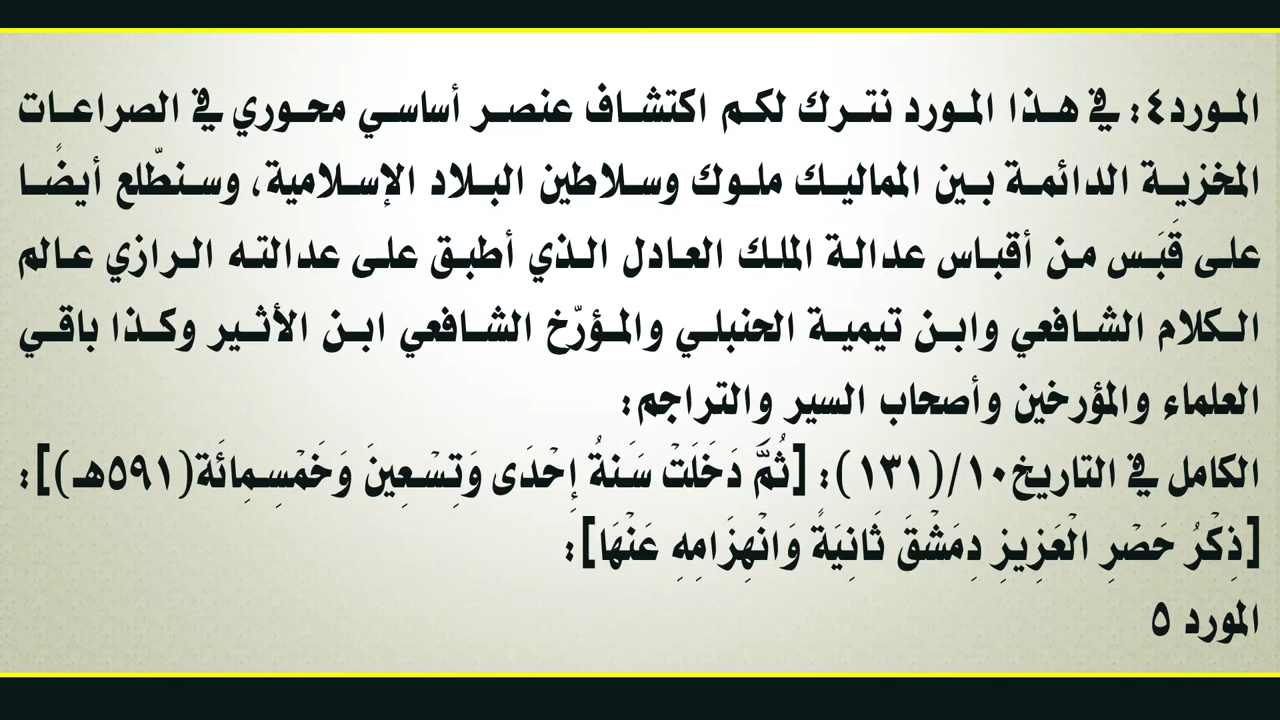 المورد٤: في هذا المورد نترك لكم اكتشاف عنصر أساسي محوري في الصراعات
المخزية الدائمة بين المماليك ملوك وسلاطين البلاد الإسلامية، وسنطّلع أيضًا
على قَبَس من أقباس عدالة الملك العادل الذي أطبق على عدالته الرازي عالم
الكلام الشافعي وابن تيمية الحنبلي والمؤرّخ الشافعي ابن الأثير وكذا باقي
العلماء والمؤرخين وأصحاب السير والتراجم:
الكامل في التاريخ١٠/(١٣١): [ثُمَّ دَخَلَتْ سَنةُ إِحْدَى وَتِسْعِينَ وَخَمْسِمِائَة(٥٩١هـ)]:
[ذِكْرُ حَصْرِ الْعَزِيزِ دِمَشْقَ ثَانِيَةً وَانْهِزَامِهِ عَنْهَا]:
المورد ٥